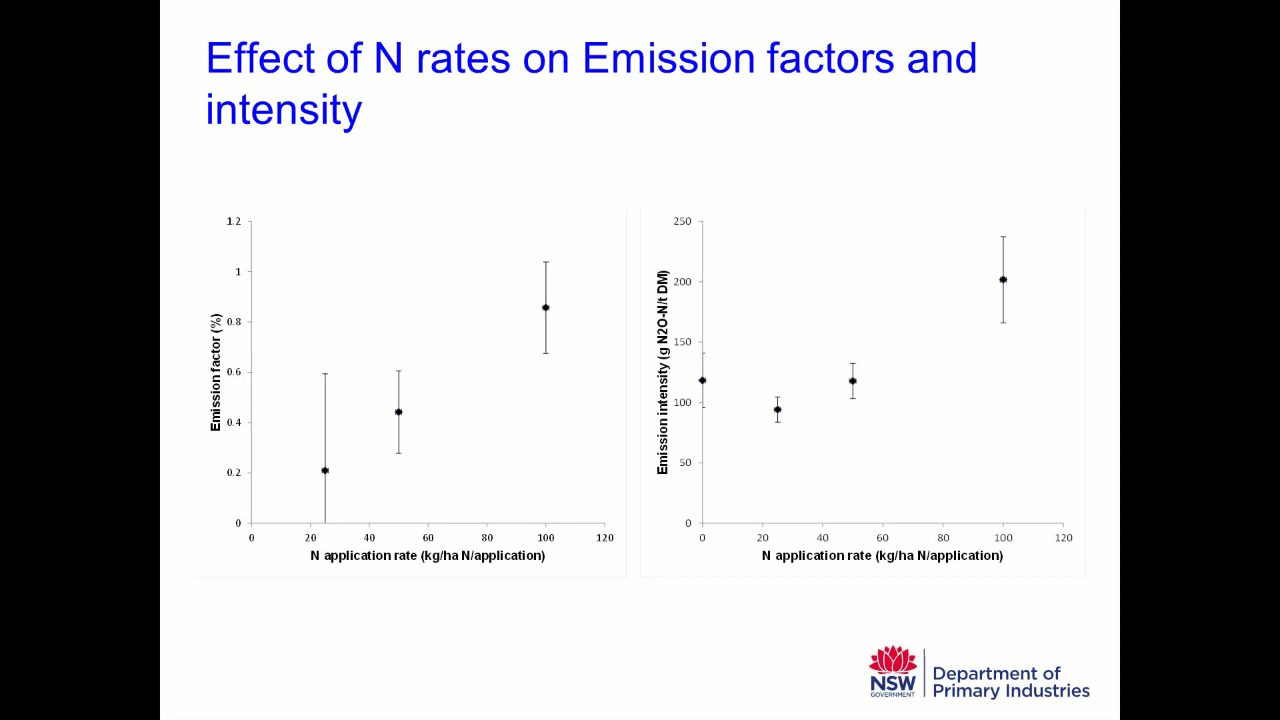 Effect of N rates on Emission factors and
intensity
1.2
1
0.8
0.6
0.4
0.2
0
Emission factor (%)
0 20 40 60 80 100 120
N application rate (kg/ha N/application)
250
200
150
100
50
0
Emission intensity (g N2O-N/t DM)
0 20 40 60 80 100 120
N application rate (kg/ha N/application)
NSW
GOVERNMENT
Department of
Primary Industries